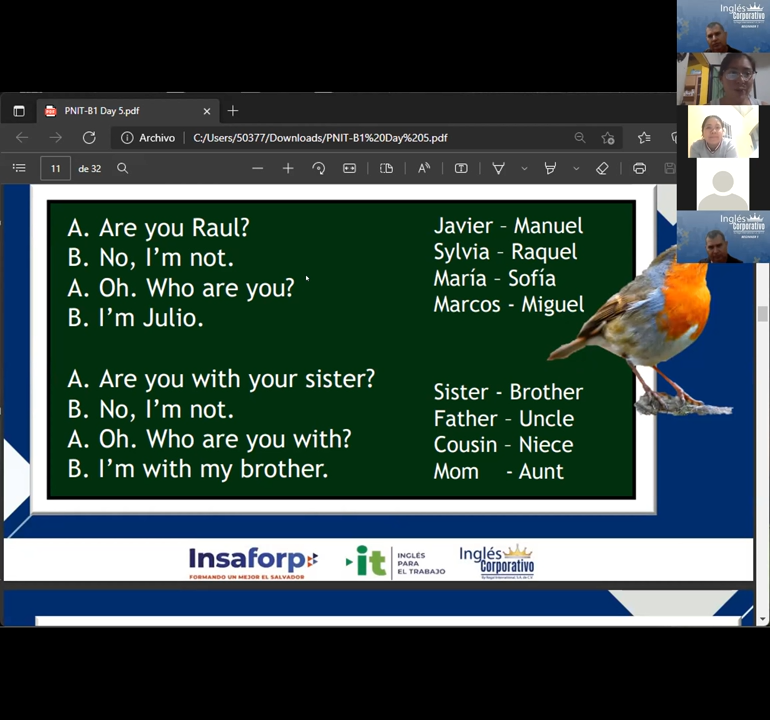 Inglés
Corporativo
BEGINNER 1
PNIT-B1 Day 5.pdf
Archivo
C:/Users/50377/Downloads/PNIT-B1%20Day%205.pdf
11 de 32
A. Are you Raul?
B. No, I'm not.
A. Oh. Who are you?
B. I'm Julio.
Javier – Manuel
Sylvia – Raquel
María – Sofía
Marcos - Miguel
A. Are you with your sister?
B. No, I'm not.
A. Oh. Who are you with?
B. I'm with my brother.
Sister - Brother
Father – Uncle
Cousin – Niece
Mom - Aunt
Insaforp
FORMANDO UN MEJOR EL SALVADOR
it
INGLÉS
PARA
EL TRABAJO
Inglés
Corporativo
Inglés
Corporativo